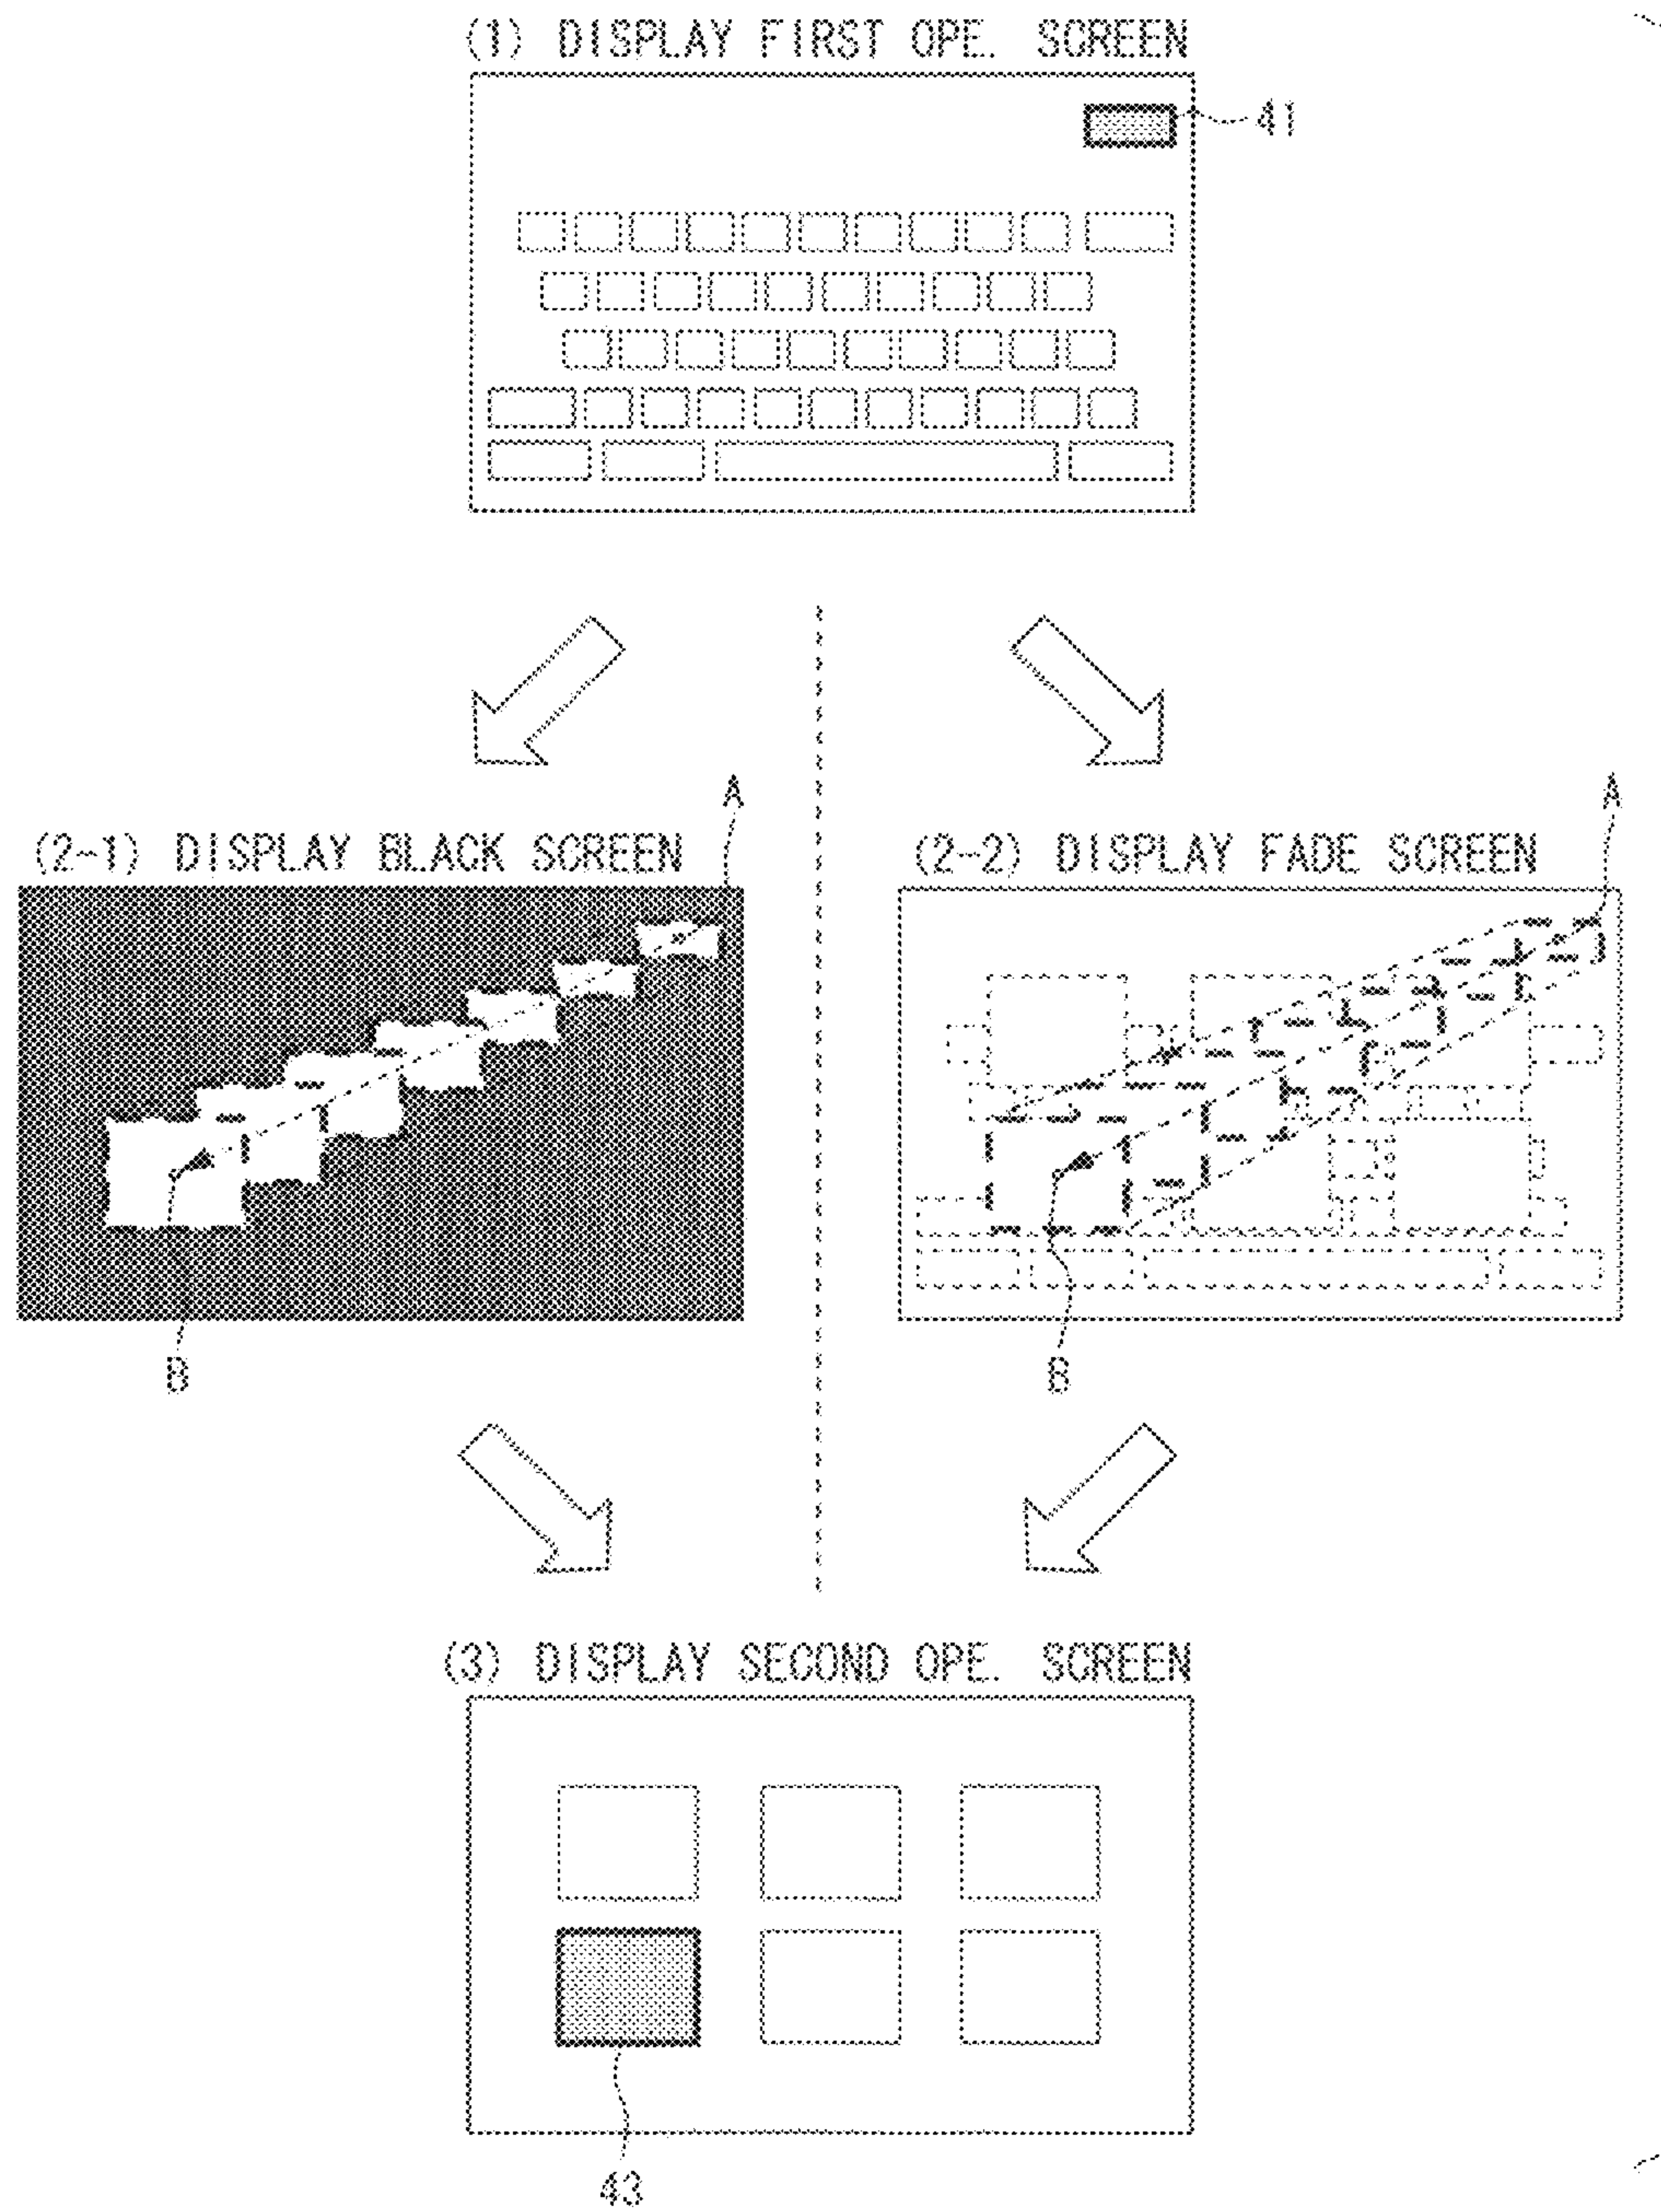 (1) DISPLAY FIRST OPE. SCREEN
41
A
A
(2-1) DISPLAY BLACK SCREEN
(2-2) DISPLAY FADE SCREEN
B
B
(3) DISPLAY SECOND OPE. SCREEN
43